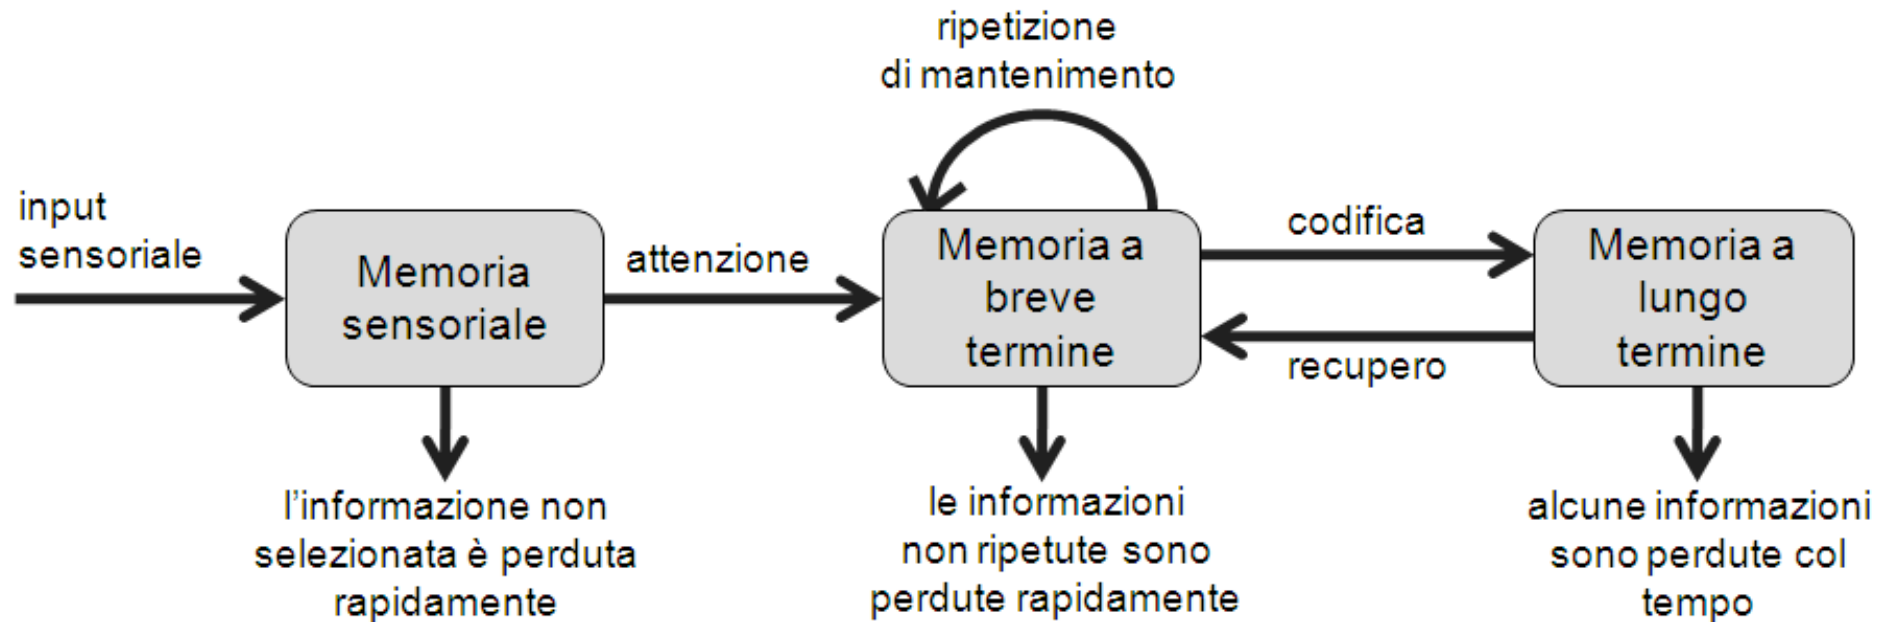 ripetizione
di mantenimento
input
sensoriale
Memoria
sensoriale
attenzione
Memoria a
breve
termine
codifica
recupero
Memoria a
lungo
termine
l'informazione non
selezionata è perduta
rapidamente
le informazioni
non ripetute sono
perdute rapidamente
alcune informazioni
sono perdute col
tempo